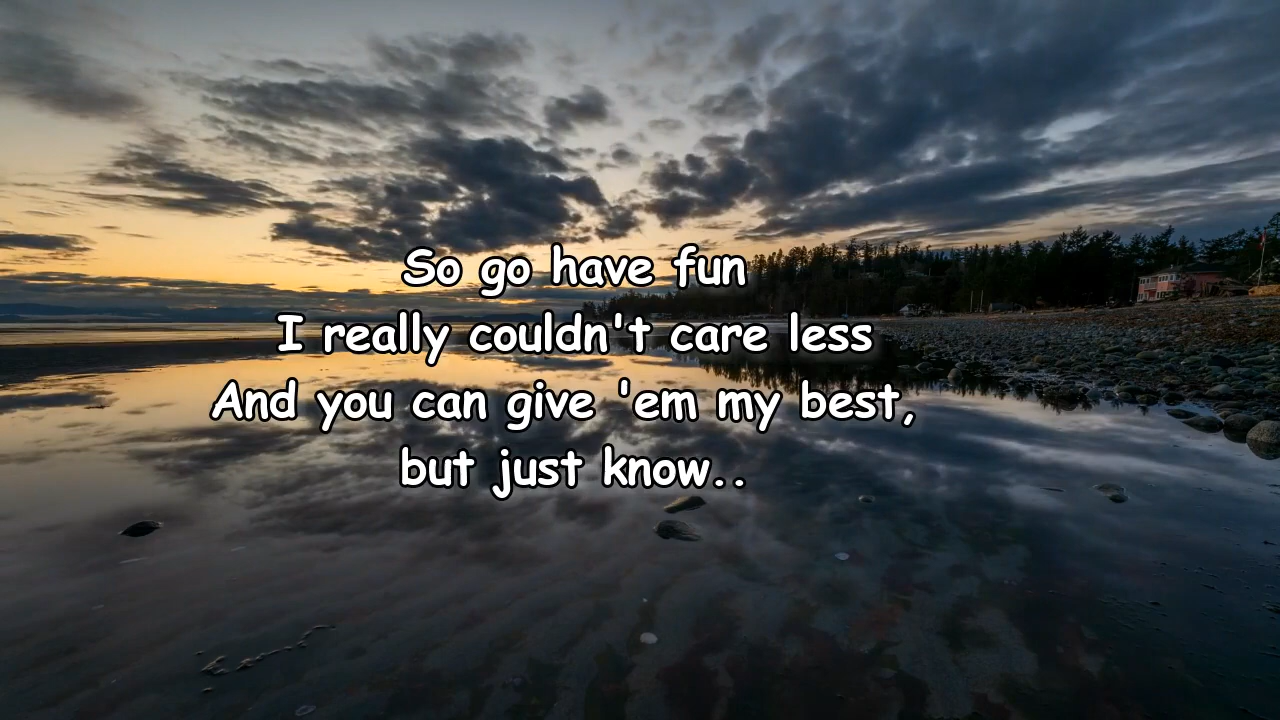 So go have fun
I really couldn't care less
And you can give 'em my best,
but just know..